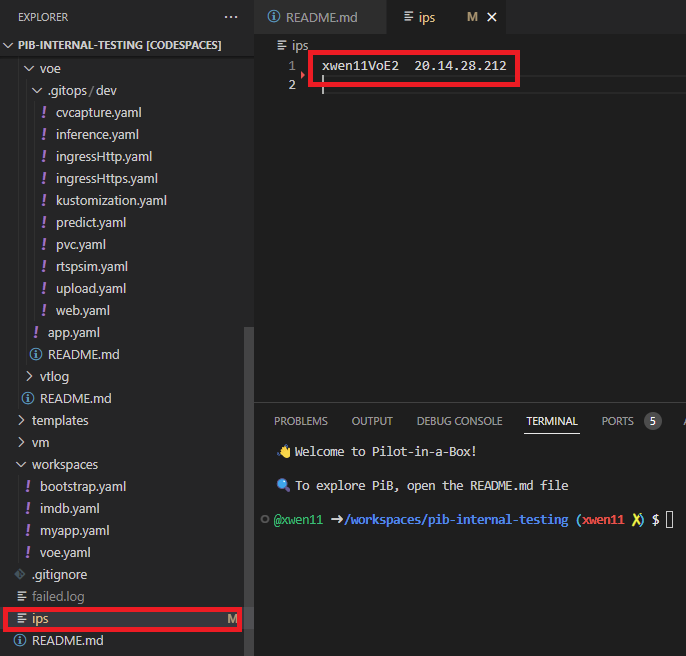 EXPLORER
PIB-INTERNAL-TESTING [CODESPACES]
voe
.gitops / dev
! cvcapture.yaml
! inference.yaml
! ingressHttp.yaml
! ingressHttps.yaml
! kustomization.yaml
! predict.yaml
! pvc.yaml
! rtspsim.yaml
! upload.yaml
! web.yaml
! app.yaml
README.md
vtlog
README.md
templates
vm
workspaces
! bootstrap.yaml
! imdb.yaml
! myapp.yaml
! voe.yaml
.gitignore
failed.log
ips M
README.md
README.md ips M
ips
1 xwen11VoE2 20.14.28.212
2
PROBLEMS OUTPUT DEBUG CONSOLE TERMINAL PORTS 5
Welcome to Pilot-in-a-Box!
To explore PiB, open the README.md file
@xwen11 ➜/workspaces/pib-internal-testing (xwen11 ✗) $